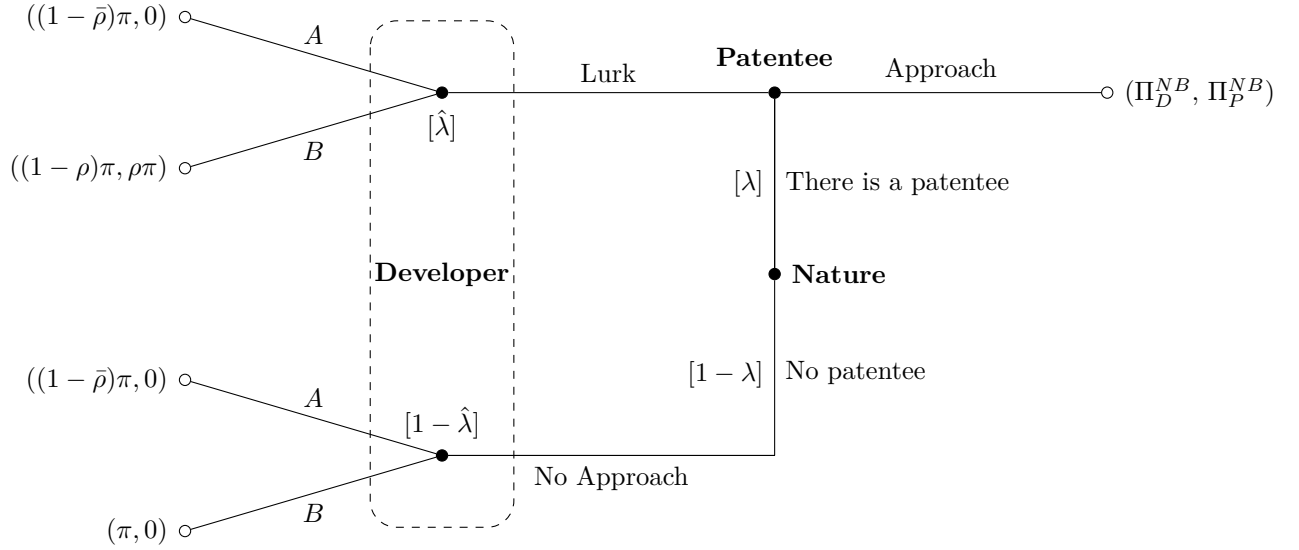 ((1 − ρ̄)π, 0)
A
Lurk
Patentee
Approach
(Π_D^{NB}, Π_P^{NB})
[λ̂]
B
((1 − ρ)π, ρπ)
[λ]
There is a patentee
Developer
Nature
[1 − λ]
No patentee
((1 − ρ̄)π, 0)
A
[1 − λ̂]
No Approach
B
(π, 0)